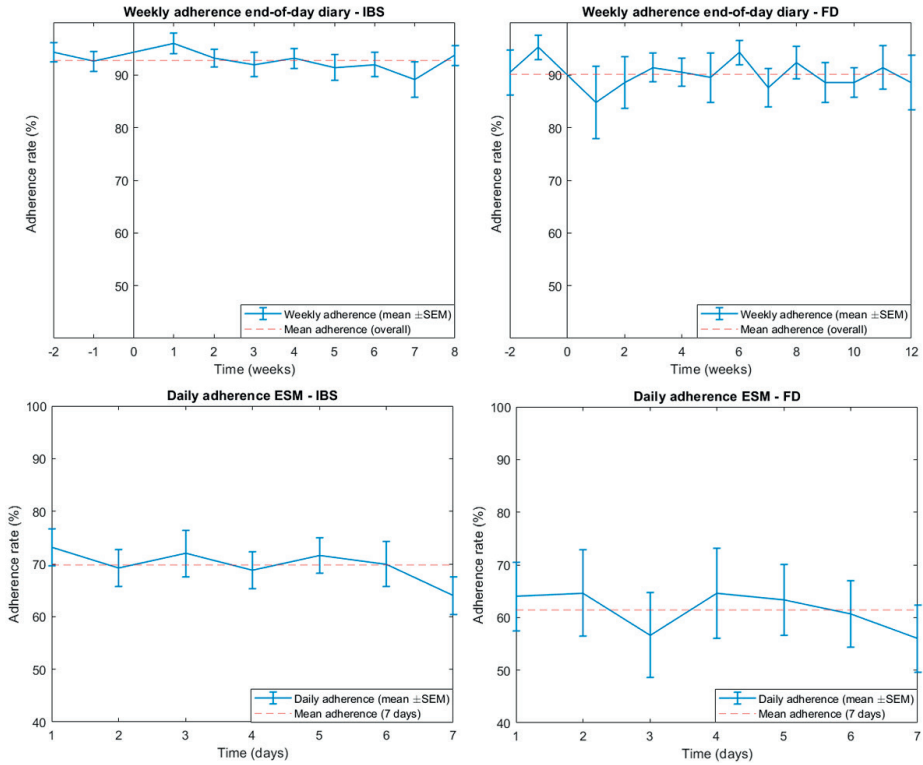 Weekly adherence end-of-day diary - IBS
Adherence rate (%)
90
80
70
60
50
Weekly adherence (mean ±SEM)
Mean adherence (overall)
-2 -1 0 1 2 3 4 5 6 7 8
Time (weeks)
Weekly adherence end-of-day diary - FD
Adherence rate (%)
90
80
70
60
50
Weekly adherence (mean ±SEM)
Mean adherence (overall)
-2 0 2 4 6 8 10 12
Time (weeks)
Daily adherence ESM - IBS
Adherence rate (%)
100
90
80
70
60
50
40
Daily adherence (mean ±SEM)
Mean adherence (7 days)
1 2 3 4 5 6 7
Time (days)
Daily adherence ESM - FD
Adherence rate (%)
100
90
80
70
60
50
40
Daily adherence (mean ±SEM)
Mean adherence (7 days)
1 2 3 4 5 6 7
Time (days)